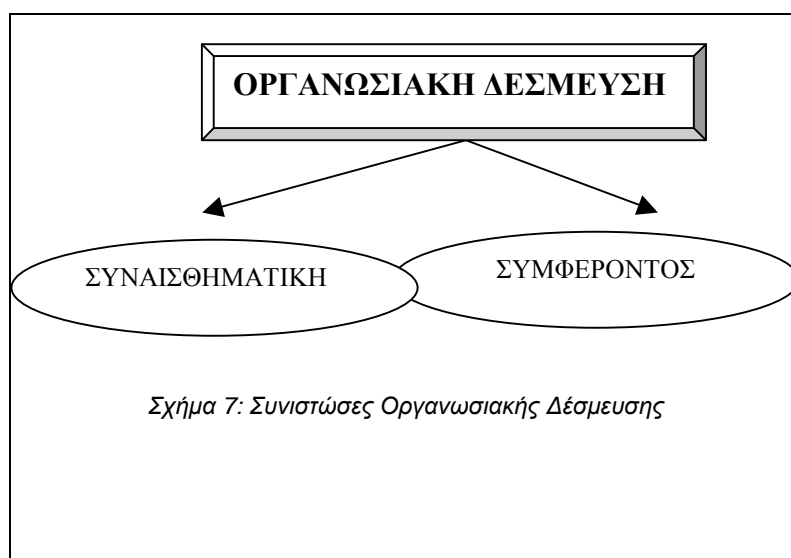 ΟΡΓΑΝΩΣΙΑΚΗ ΔΕΣΜΕΥΣΗ
ΣΥΝΑΙΣΘΗΜΑΤΙΚΗ
ΣΥΜΦΕΡΟΝΤΟΣ
Σχήμα 7: Συνιστώσες Οργανωσιακής Δέσμευσης